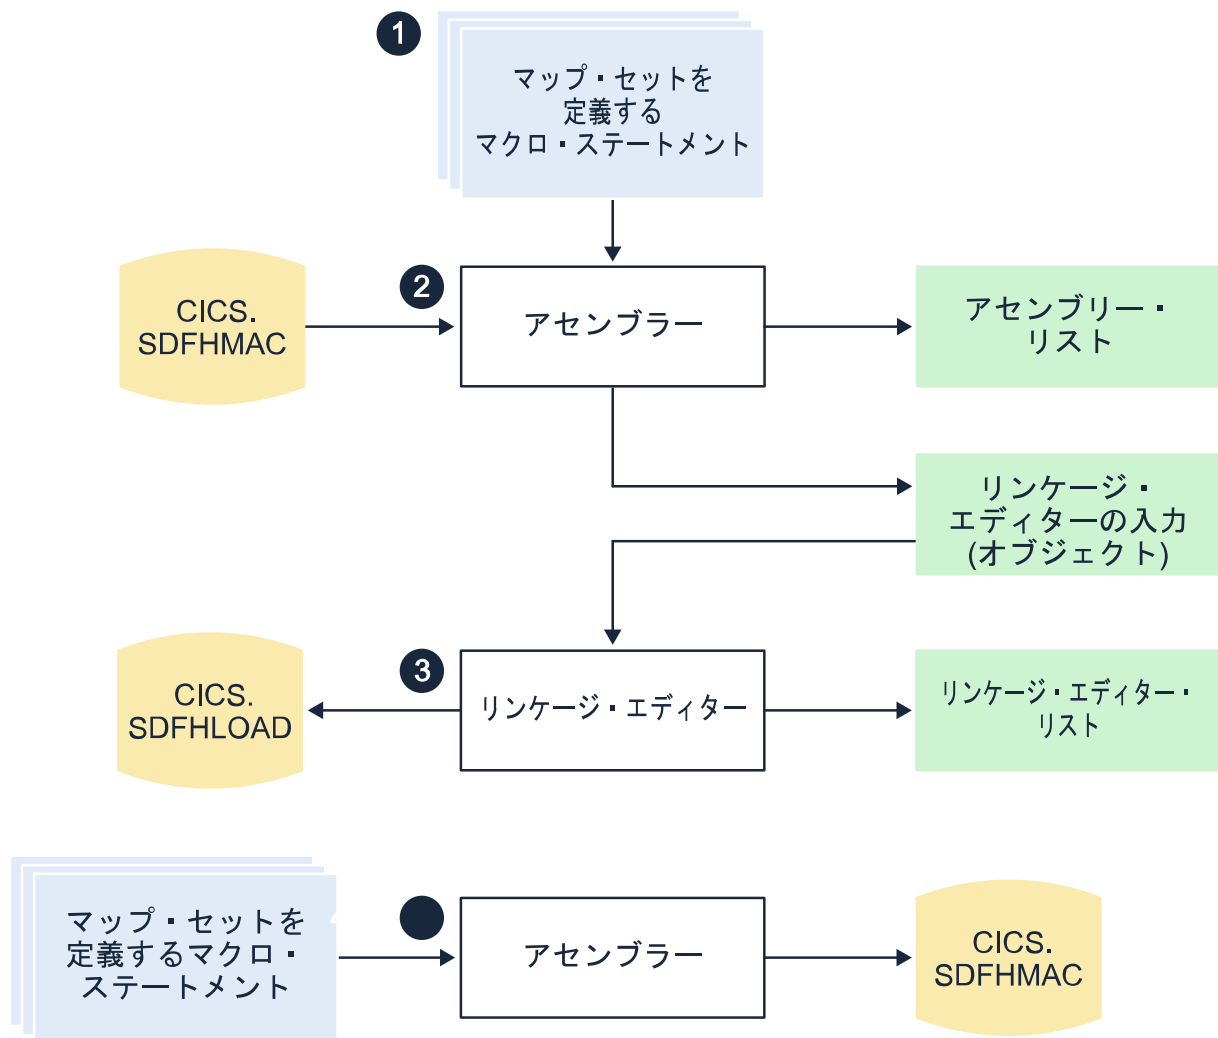 1
マップ・セットを
定義する
マクロ・ステートメント
CICS.
SDFHMAC
2
アセンブラー
アセンブリー・
リスト
リンケージ・
エディターの入力
(オブジェクト)
CICS.
SDFHLOAD
3
リンケージ・エディター
リンケージ・エディター・
リスト
マップ・セットを
定義するマクロ・
ステートメント
アセンブラー
CICS.
SDFHMAC